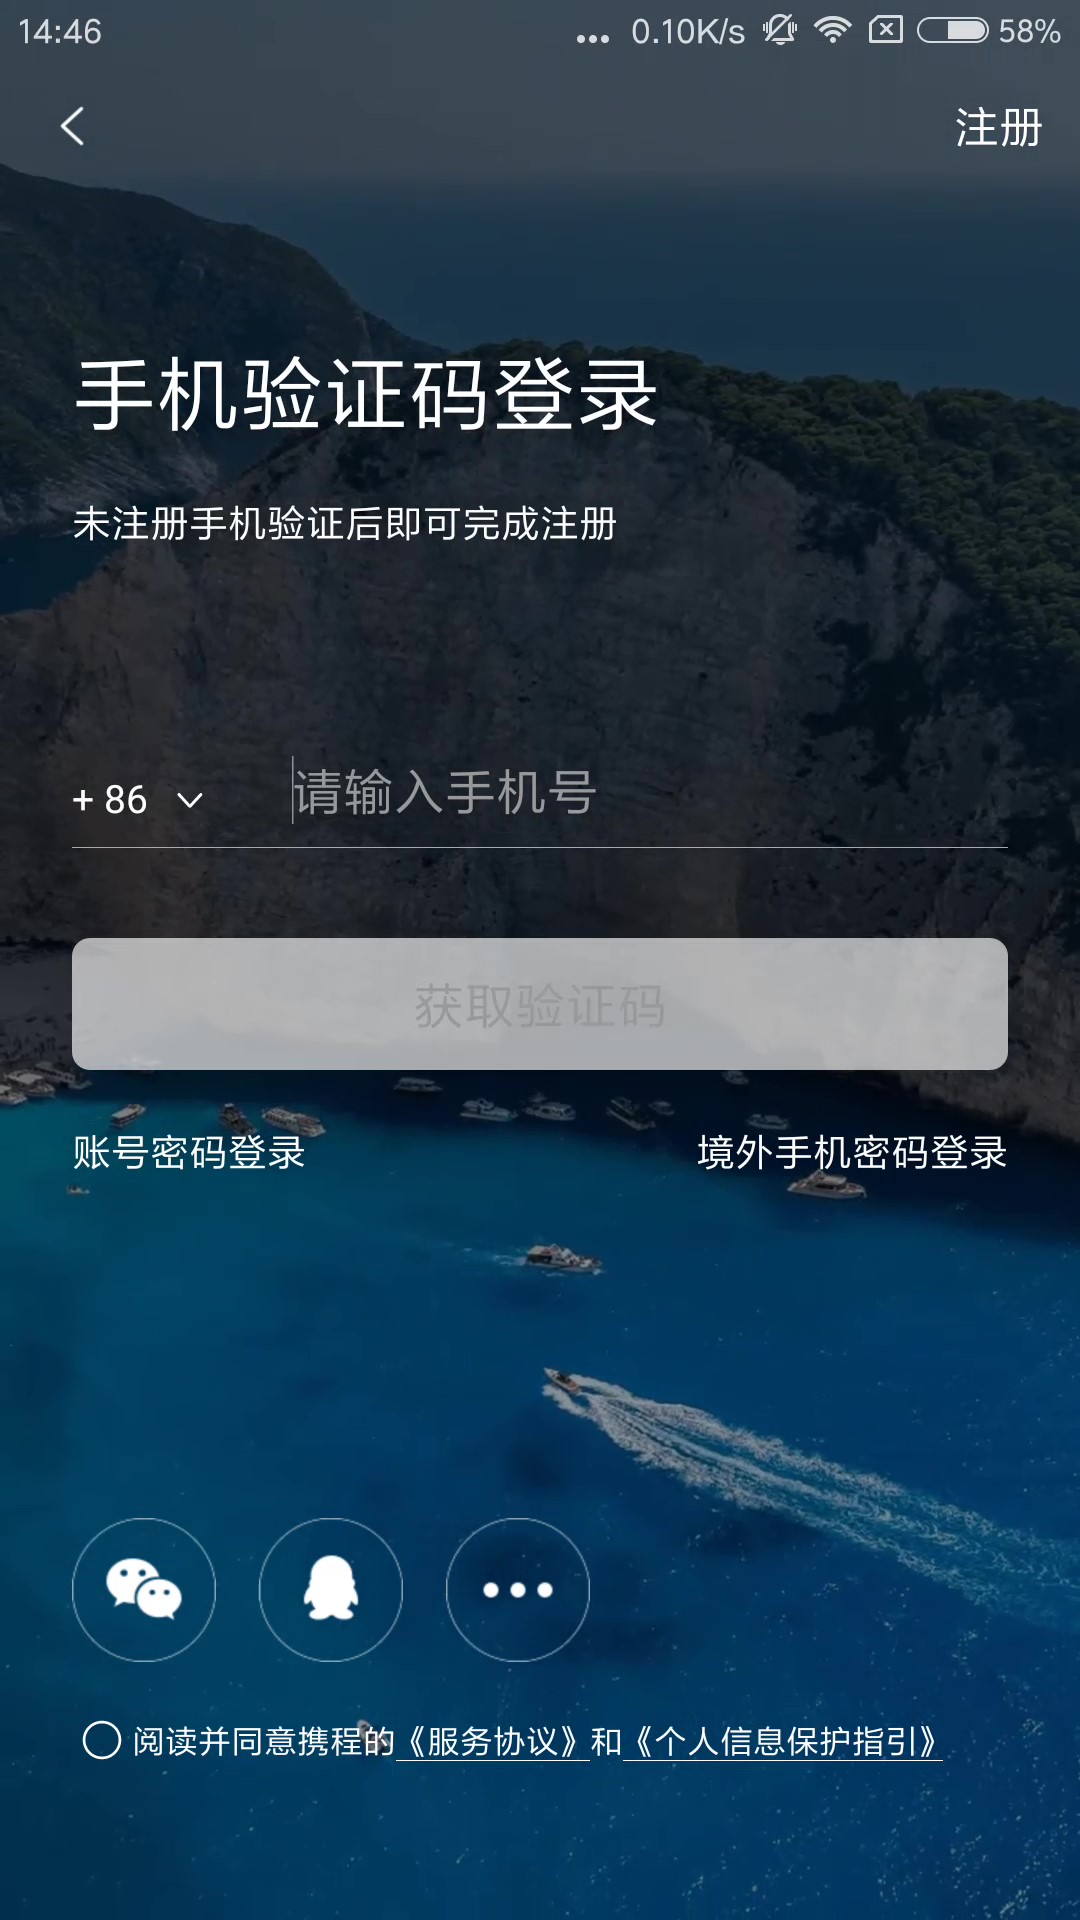 14:46
0.10K/s
58%
注册
手机验证码登录
未注册手机验证后即可完成注册
+ 86
请输入手机号
获取验证码
账号密码登录
境外手机密码登录
阅读并同意携程的《服务协议》和《个人信息保护指引》